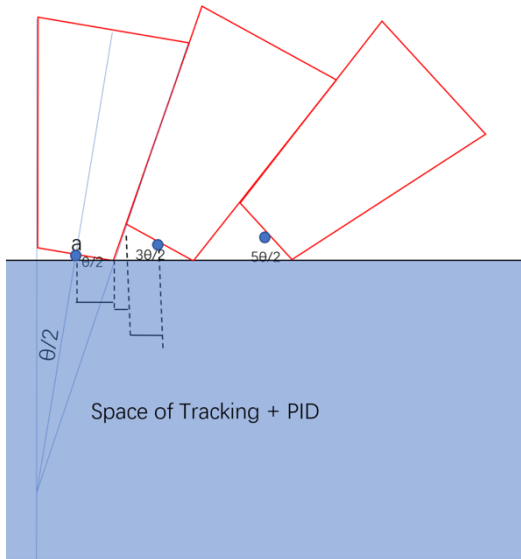 a
θ/2
3θ/2
5θ/2
θ/2
Space of Tracking + PID